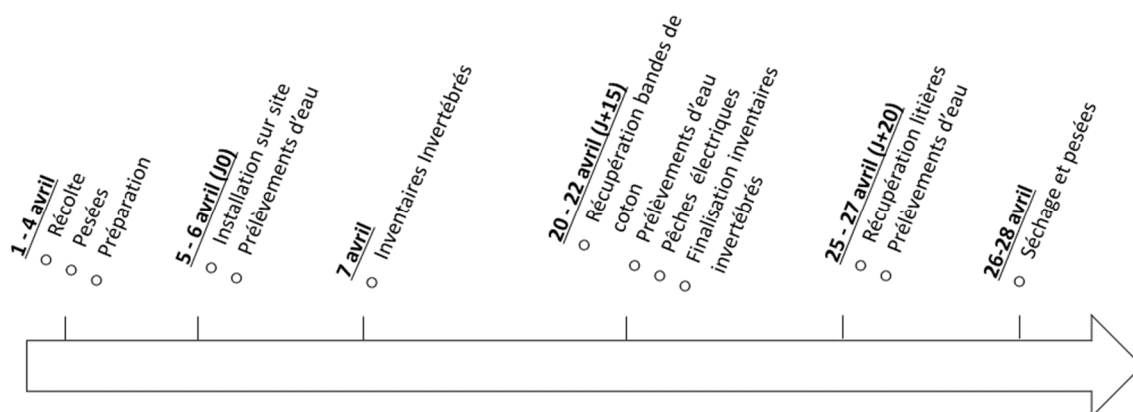 1 - 4 avril
Récolte
Pesées
Préparation
5 - 6 avril (J0)
Installation sur site
Prélèvements d'eau
7 avril
Inventaires Invertébrés
20 - 22 avril (J+15)
Récupération bandes de
coton
Prélèvements d'eau
Pêches électriques
Finalisation inventaires
invertébrés
25 - 27 avril (J+20)
Récupération litières
Prélèvements d'eau
26-28 avril
Séchage et pesées